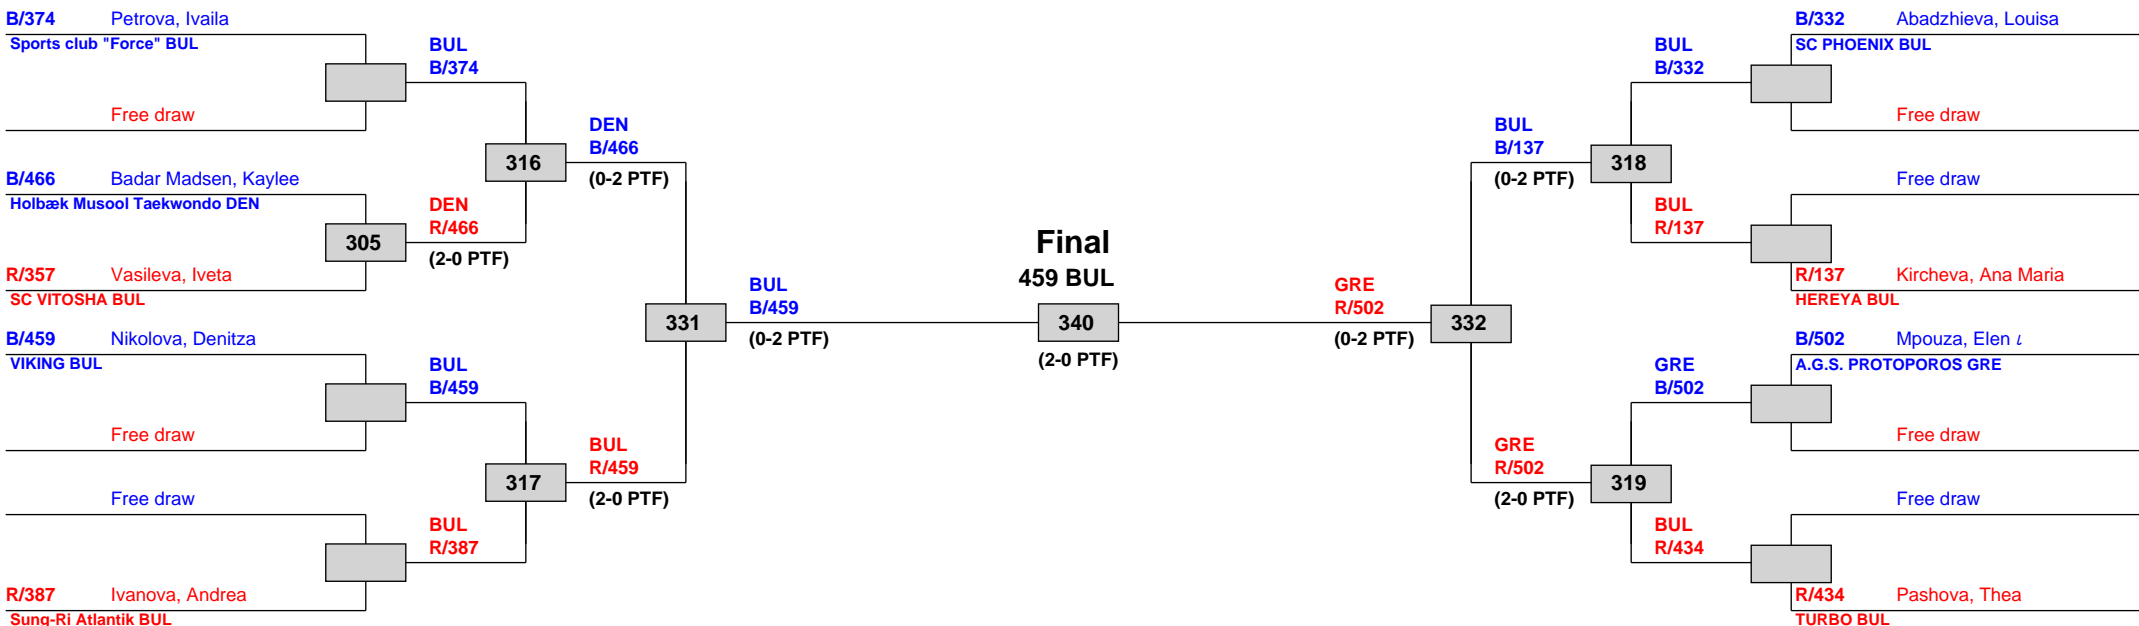 B/374 Petrova, Ivaila
Sports club "Force" BUL
Free draw
B/466 Badar Madsen, Kaylee
Holbæk Musool Taekwondo DEN
R/357 Vasileva, Iveta
SC VITOSHA BUL
B/459 Nikolova, Denitza
VIKING BUL
Free draw
Free draw
R/387 Ivanova, Andrea
Sung-Ri Atlantik BUL
BUL
B/374
305
DEN
R/466
(2-0 PTF)
BUL
B/459
BUL
R/387
316
DEN
B/466
(0-2 PTF)
317
BUL
R/459
(2-0 PTF)
331
BUL
B/459
(0-2 PTF)
Final
459 BUL
340
(2-0 PTF)
GRE
R/502
(0-2 PTF)
332
BUL
B/137
(0-2 PTF)
318
GRE
R/502
(2-0 PTF)
319
BUL
B/332
BUL
R/137
GRE
B/502
BUL
R/434
B/332 Abadzhieva, Louisa
SC PHOENIX BUL
Free draw
Free draw
R/137 Kircheva, Ana Maria
HEREYA BUL
B/502 Mpouza, Elen ι
A.G.S. PROTOPOROS GRE
Free draw
Free draw
R/434 Pashova, Thea
TURBO BUL